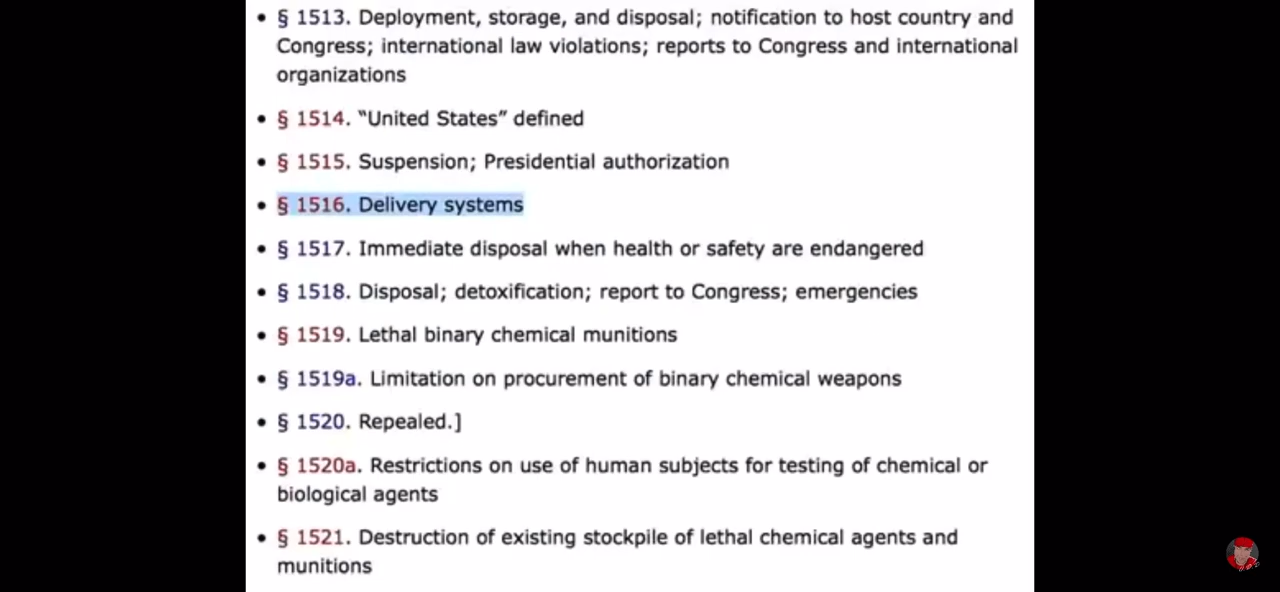 • § 1513. Deployment, storage, and disposal; notification to host country and
Congress; international law violations; reports to Congress and international
organizations
• § 1514. “United States” defined
• § 1515. Suspension; Presidential authorization
• § 1516. Delivery systems
• § 1517. Immediate disposal when health or safety are endangered
• § 1518. Disposal; detoxification; report to Congress; emergencies
• § 1519. Lethal binary chemical munitions
• § 1519a. Limitation on procurement of binary chemical weapons
• § 1520. Repealed.]
• § 1520a. Restrictions on use of human subjects for testing of chemical or
biological agents
• § 1521. Destruction of existing stockpile of lethal chemical agents and
munitions